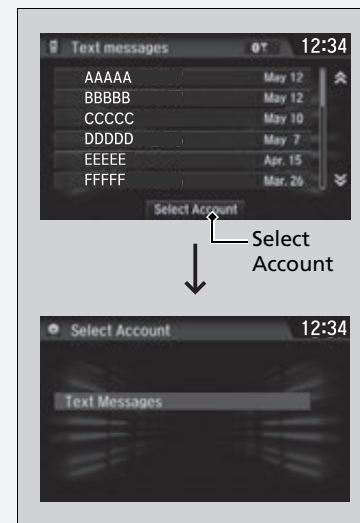 Text messages 12:34
AAAAA May 12
BBBBB May 12
CCCCC May 10
DDDDD May 7
EEEEE Apr. 15
FFFFF Mar. 26
Select Account
Select
Account
Select Account 12:34
Text Messages